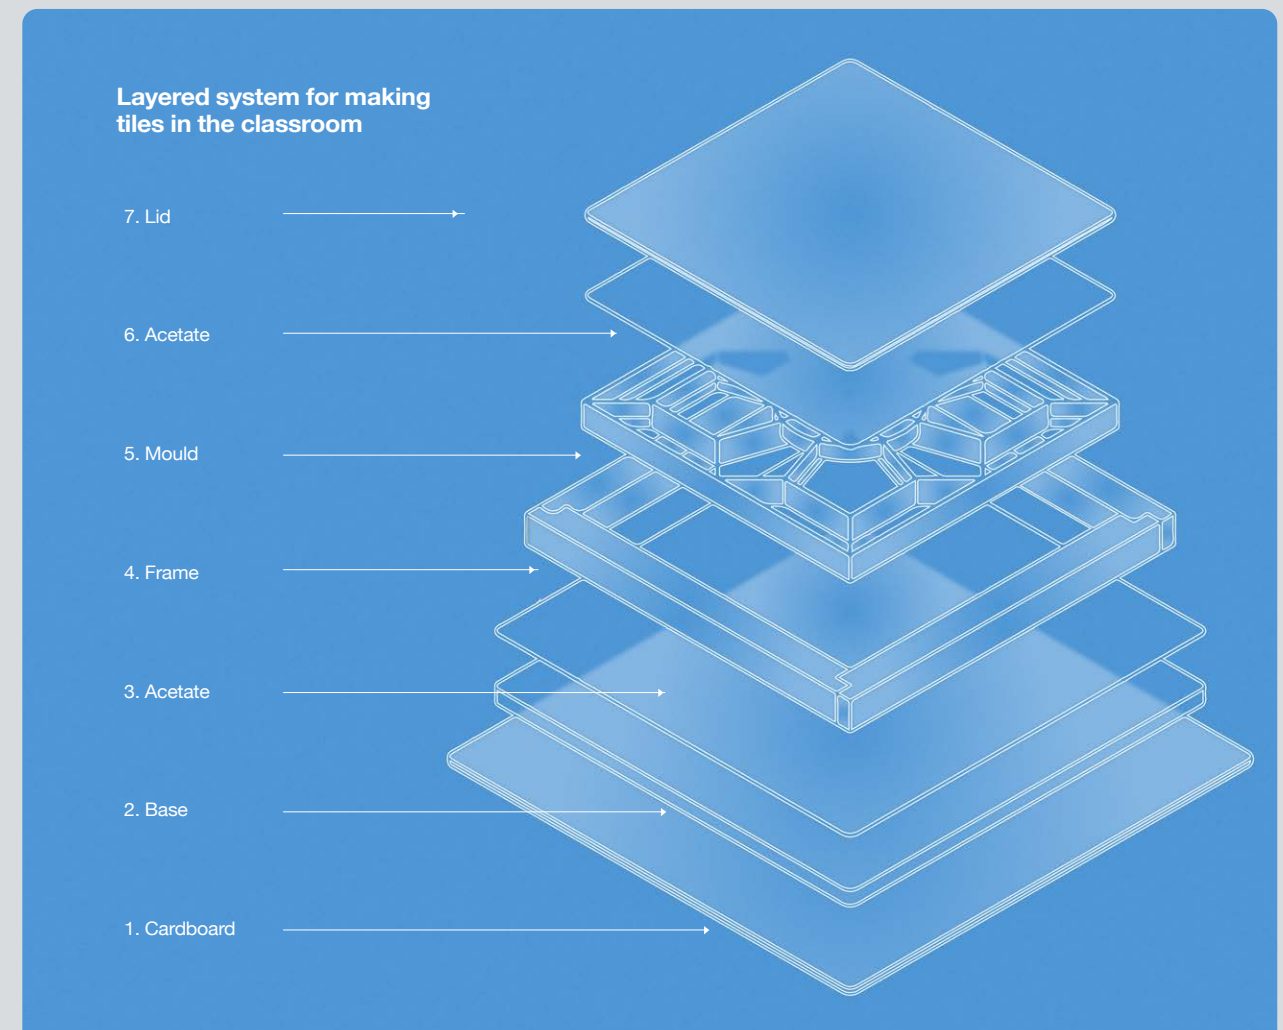 Layered system for making
tiles in the classroom
7. Lid
6. Acetate
5. Mould
4. Frame
3. Acetate
2. Base
1. Cardboard